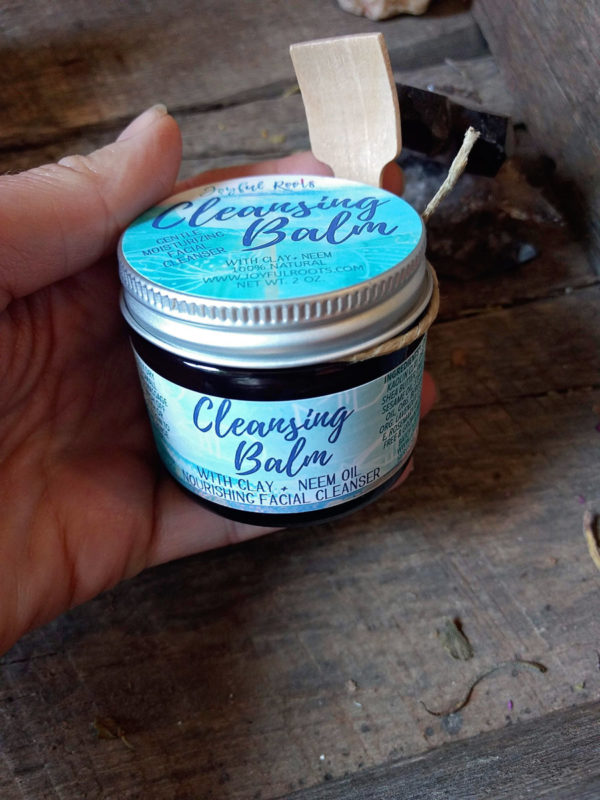 Joyful Roots
Cleansing
Balm
GENTLE
MOISTURIZING
FACIAL
CLEANSER
WITH CLAY + NEEM
100% NATURAL
WWW.JOYFULROOTS.COM
NET WT. 2 OZ.
Cleansing
Balm
WITH CLAY + NEEM OIL
NOURISHING FACIAL CLEANSER